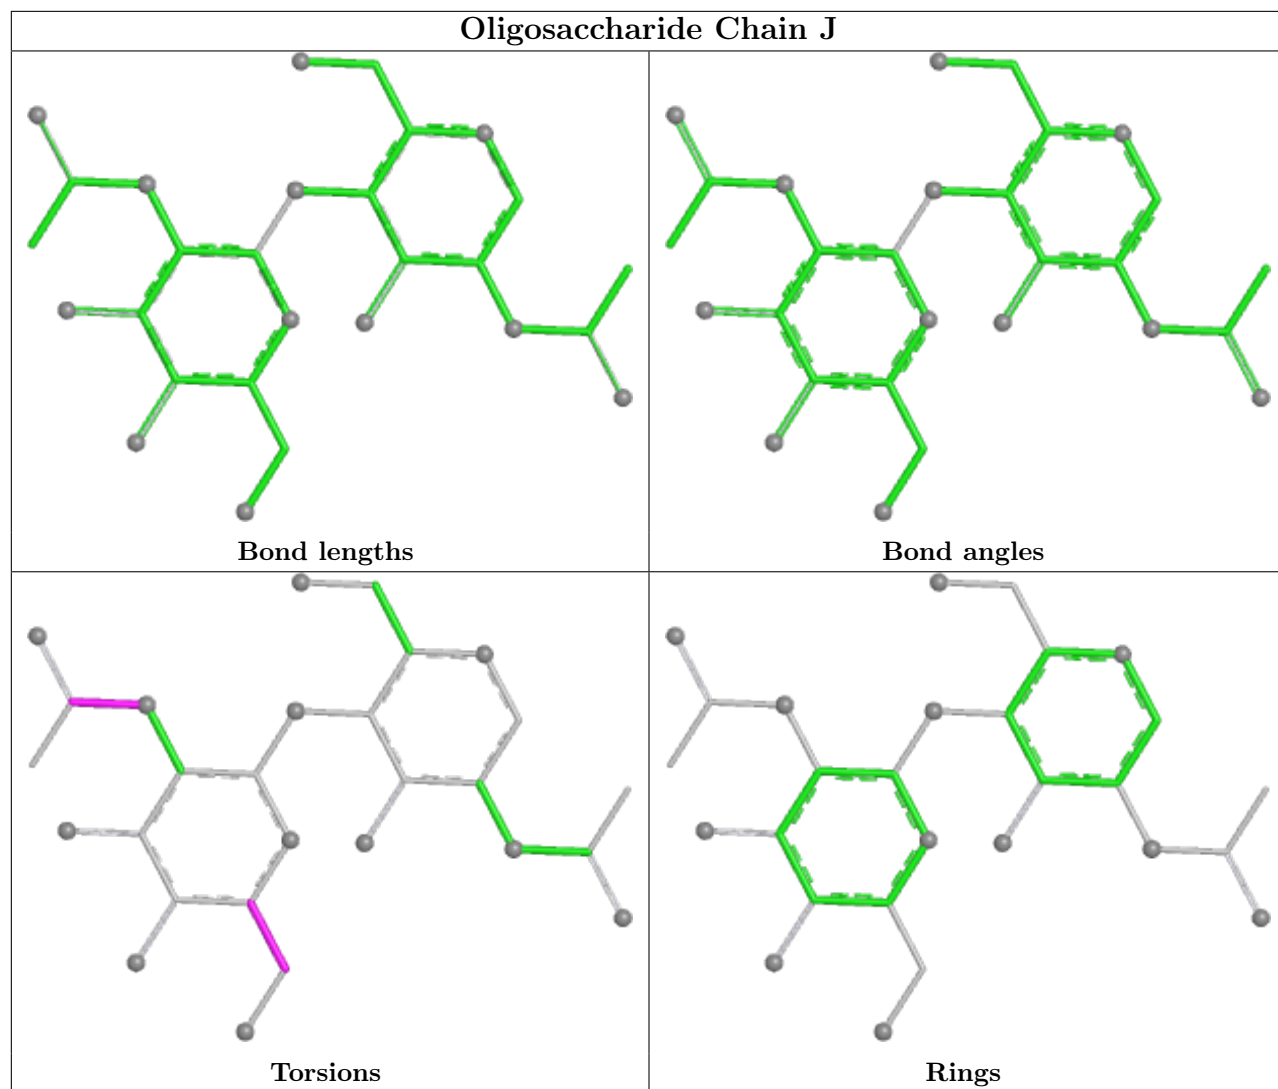 Oligosaccharide Chain J
Bond lengths
Bond angles
Torsions
Rings